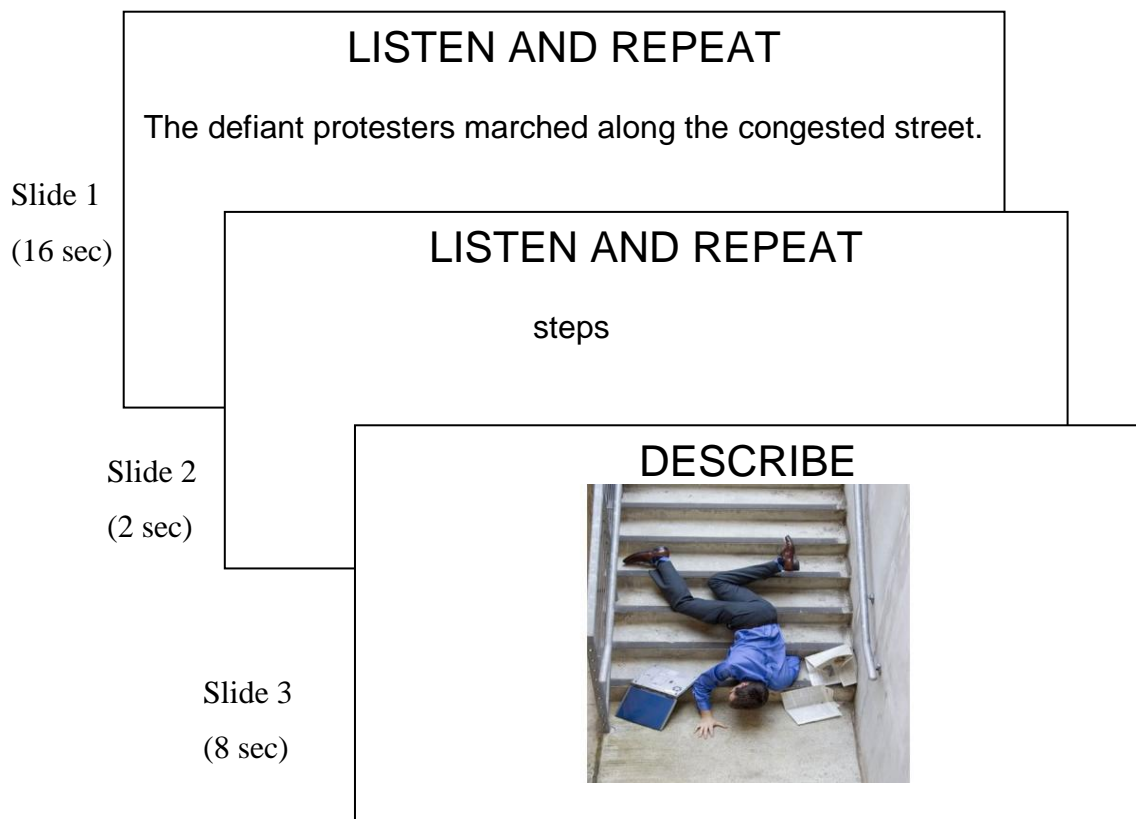 LISTEN AND REPEAT
The defiant protesters marched along the congested street.
Slide 1
(16 sec)
LISTEN AND REPEAT
steps
Slide 2
(2 sec)
DESCRIBE
Slide 3
(8 sec)